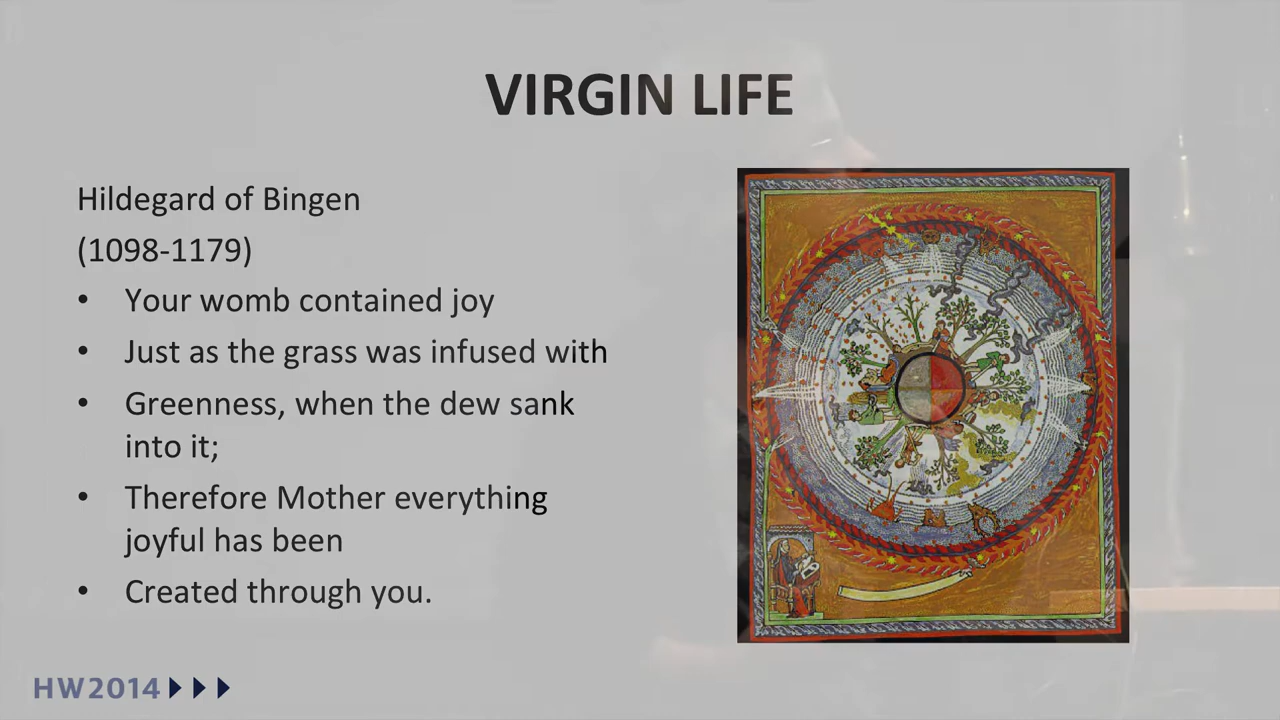 VIRGIN LIFE
Hildegard of Bingen
(1098-1179)
• Your womb contained joy
• Just as the grass was infused with
• Greenness, when the dew sank
into it;
• Therefore Mother everything
joyful has been
• Created through you.
HW2014